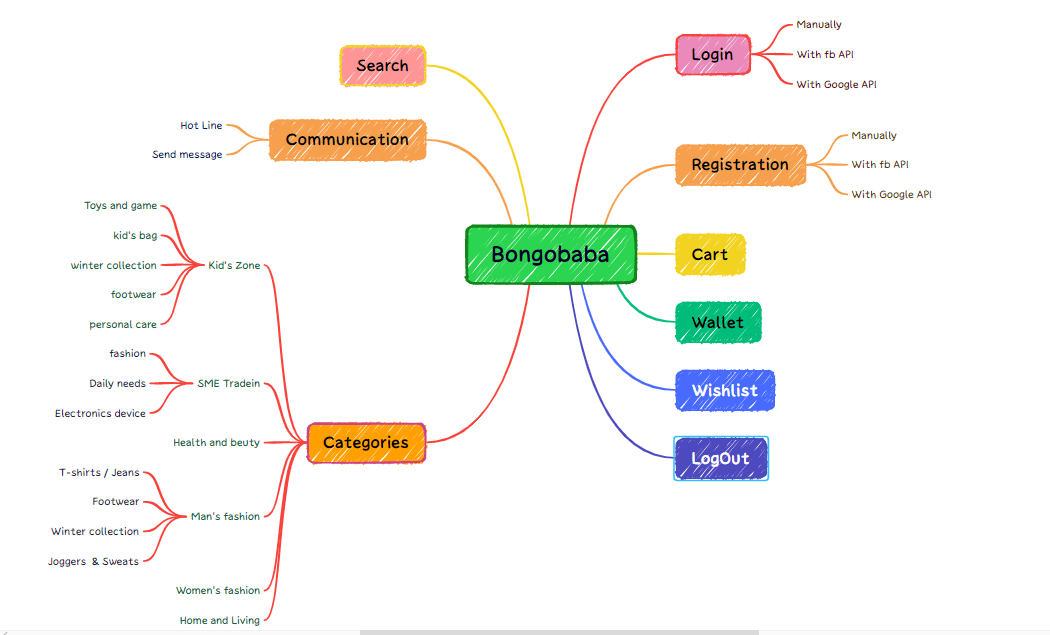 Bongobaba
Search
Communication
Hot Line
Send message
Categories
Kid's Zone
Toys and game
kid's bag
winter collection
footwear
personal care
SME Tradein
fashion
Daily needs
Electronics device
Health and beuty
Man's fashion
T-shirts / Jeans
Footwear
Winter collection
Joggers & Sweats
Women's fashion
Home and Living
Login
Manually
With fb API
With Google API
Registration
Manually
With fb API
With Google API
Cart
Wallet
Wishlist
LogOut